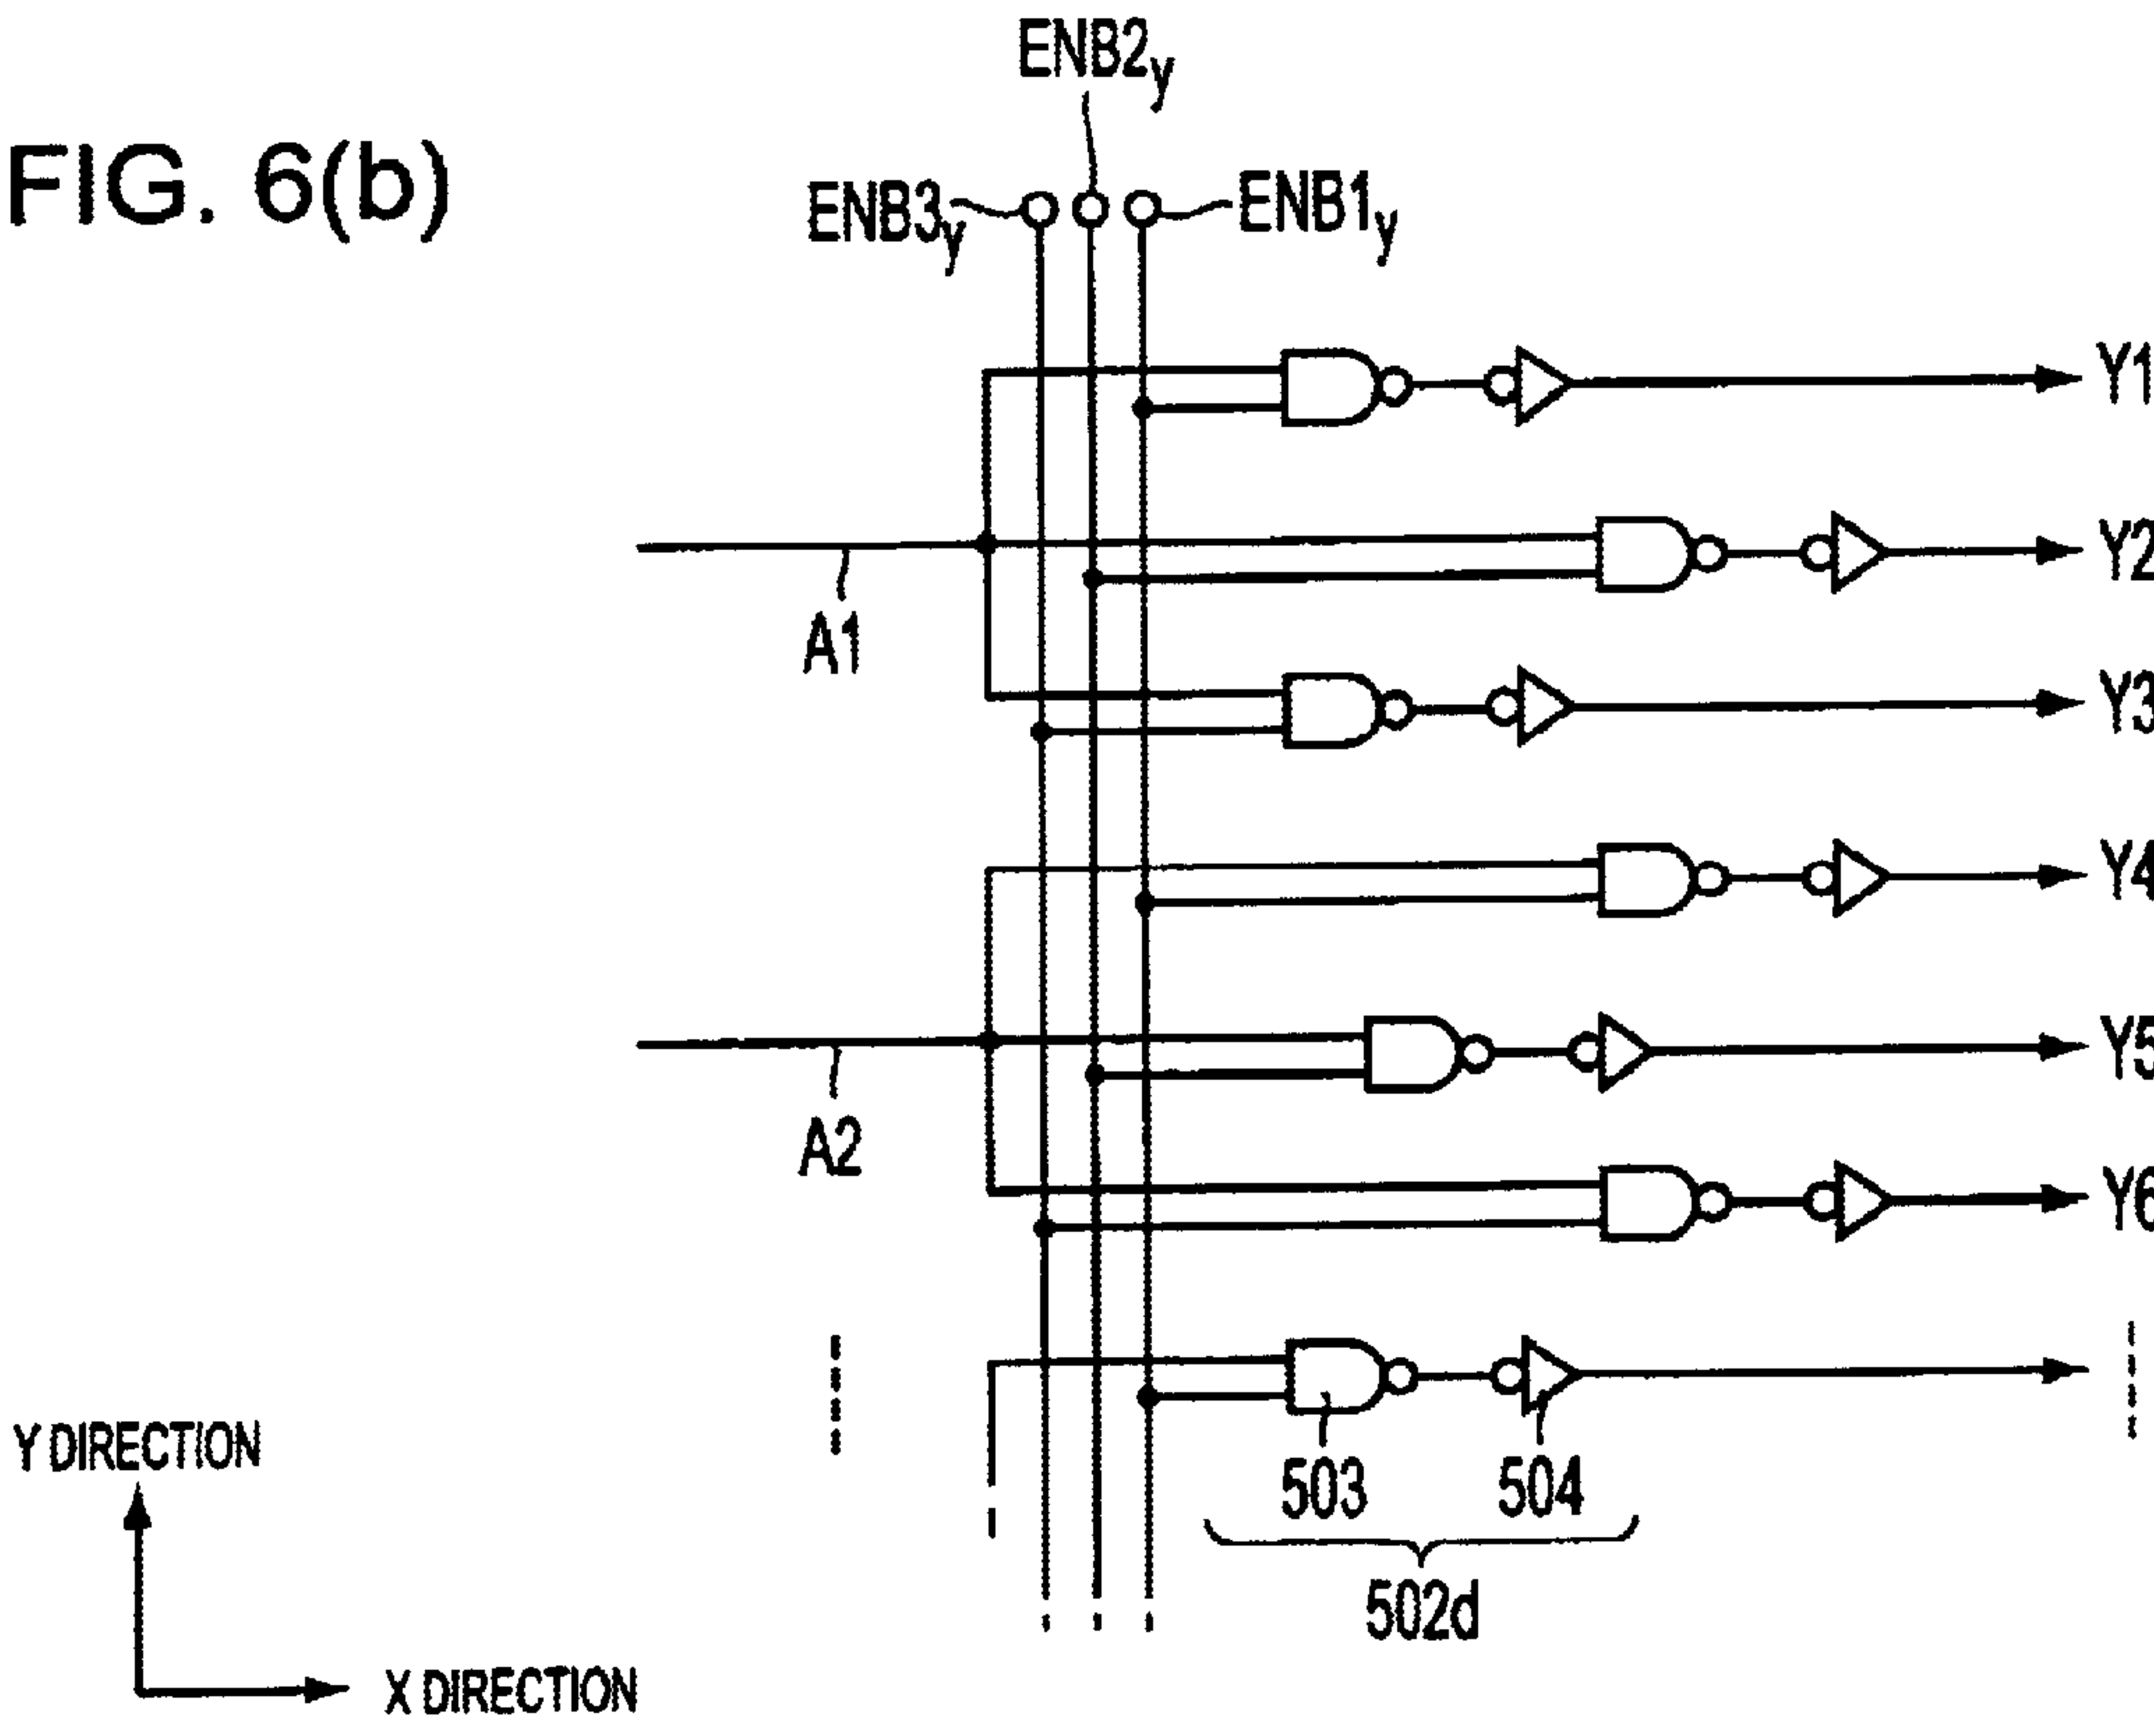 FIG. 6(b)
ENB2y
ENB3y
ENB1y
Y1
Y2
A1
Y3
Y4
Y5
A2
Y6
503
504
502d
Y DIRECTION
X DIRECTION